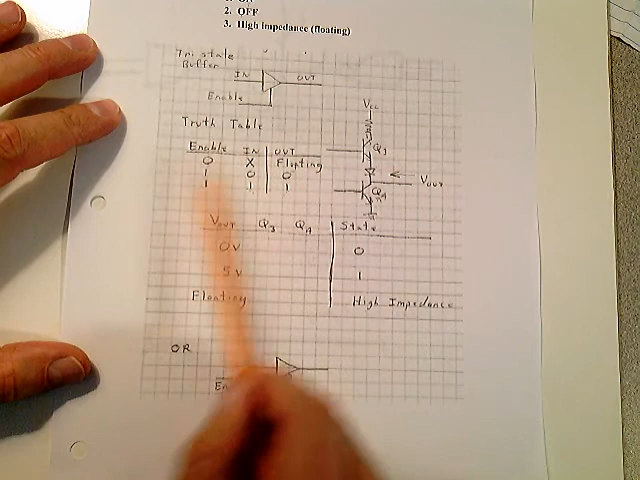 2. OFF
3. High impedance (floating)
Tri state
Buffer
IN OUT
Enable
Truth Table
Enable IN OUT
0 X Floating
1 0 0
1 1 1
Vcc
Q3
VOUT
Q4
VOUT Q3 Q4 State
0V 0
5V 1
Floating High Impedance
OR